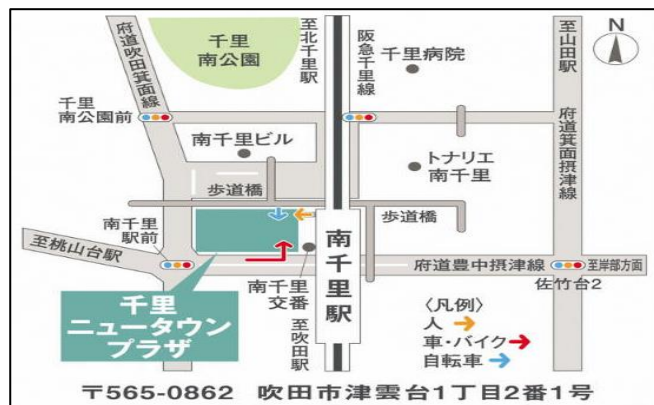 府道吹田箕面線
千里
南公園
至北千里駅
阪急千里線
千里病院
至山田駅
N
千里
南公園前
南千里ビル
トナリエ
南千里
府道箕面摂津線
歩道橋
歩道橋
南千里
駅前
至桃山台駅
南千里駅
府道豊中摂津線
至岸部方面
佐竹台2
千里
ニュータウン
プラザ
南千里
交番
至吹田駅
〈凡例〉
人
車・バイク
自転車
〒565-0862 吹田市津雲台1丁目2番1号